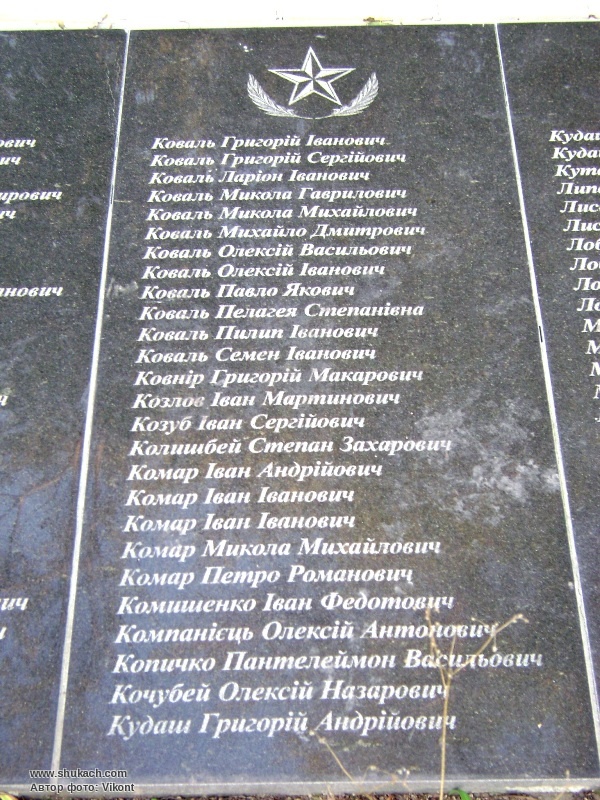 Коваль Григорій Іванович
Коваль Григорій Сергійович
Коваль Ларіон Іванович
Коваль Микола Гаврилович
Коваль Микола Михайлович
Коваль Михайло Дмитрович
Коваль Олексій Васильович
Коваль Олексій Іванович
Коваль Павло Якович
Коваль Пелагея Степанівна
Коваль Пилип Іванович
Коваль Семен Іванович
Ковнір Григорій Макарович
Козлов Іван Мартинович
Козуб Іван Сергійович
Колишбей Степан Захарович
Комар Іван Андрійович
Комар Іван Іванович
Комар Іван Іванович
Комар Микола Михайлович
Комар Петро Романович
Комишенко Іван Федотович
Компанієць Олексій Антонович
Копичко Пантелеймон Васильович
Кочубей Олексій Назарович
Кудаш Григорій Андрійович
www.shukach.com
Автор фото: Vikont